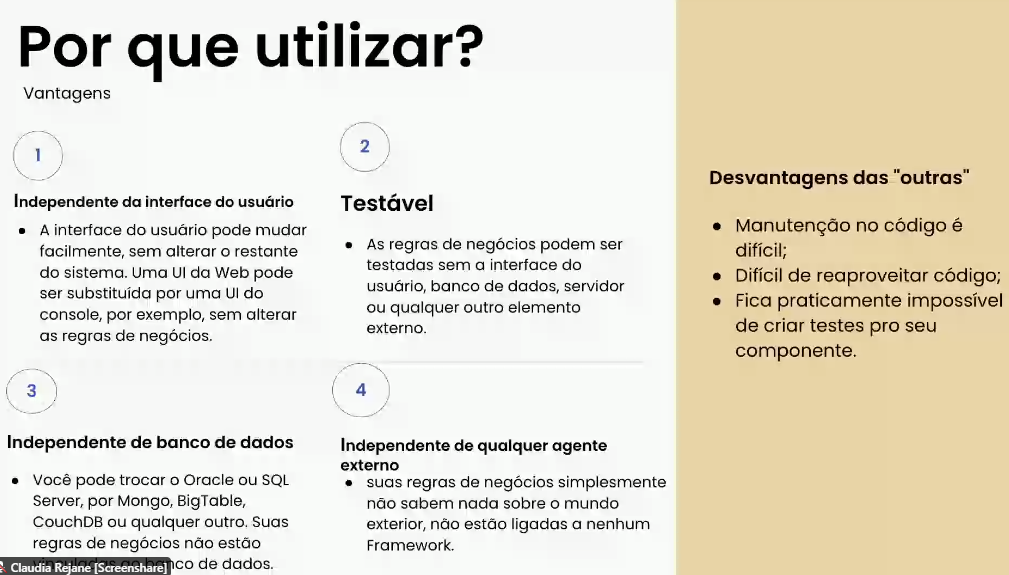 Por que utilizar?
Vantagens
1
Independente da interface do usuário
● A interface do usuário pode mudar
facilmente, sem alterar o restante
do sistema. Uma UI da Web pode
ser substituída por uma UI do
console, por exemplo, sem alterar
as regras de negócios.
2
Testável
● As regras de negócios podem ser
testadas sem a interface do
usuário, banco de dados, servidor
ou qualquer outro elemento
externo.
3
Independente de banco de dados
● Você pode trocar o Oracle ou SQL
Server, por Mongo, BigTable,
CouchDB ou qualquer outro. Suas
regras de negócios não estão
vinculadas ao banco de dados.
4
Independente de qualquer agente
externo
● suas regras de negócios simplesmente
não sabem nada sobre o mundo
exterior, não estão ligadas a nenhum
Framework.
Desvantagens das "outras"
● Manutenção no código é
difícil;
● Difícil de reaproveitar código;
● Fica praticamente impossível
de criar testes pro seu
componente.
Claudia Rejane [Screenshare]